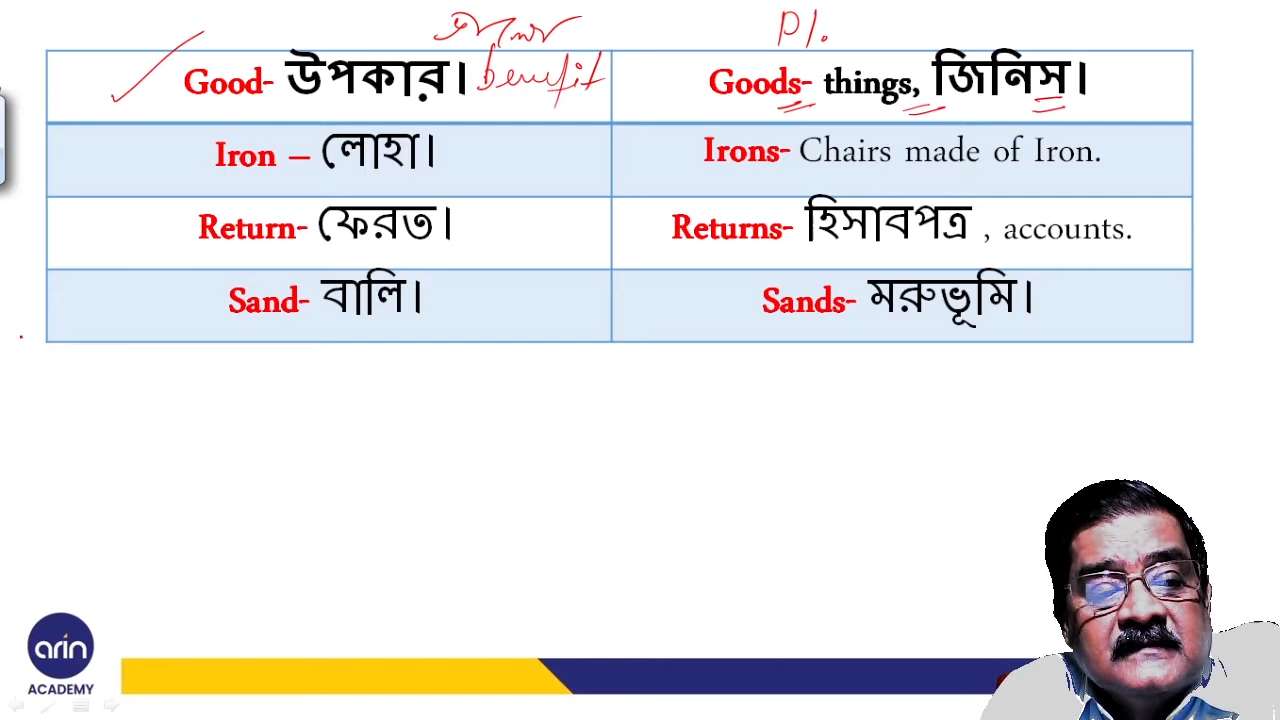 Pl.
benefit
Good- উপকার। Goods- things, জিনিস।
Iron – লোহা। Irons- Chairs made of Iron.
Return- ফেরত। Returns- হিসাবপত্র , accounts.
Sand- বালি। Sands- মরুভূমি।
arin
ACADEMY